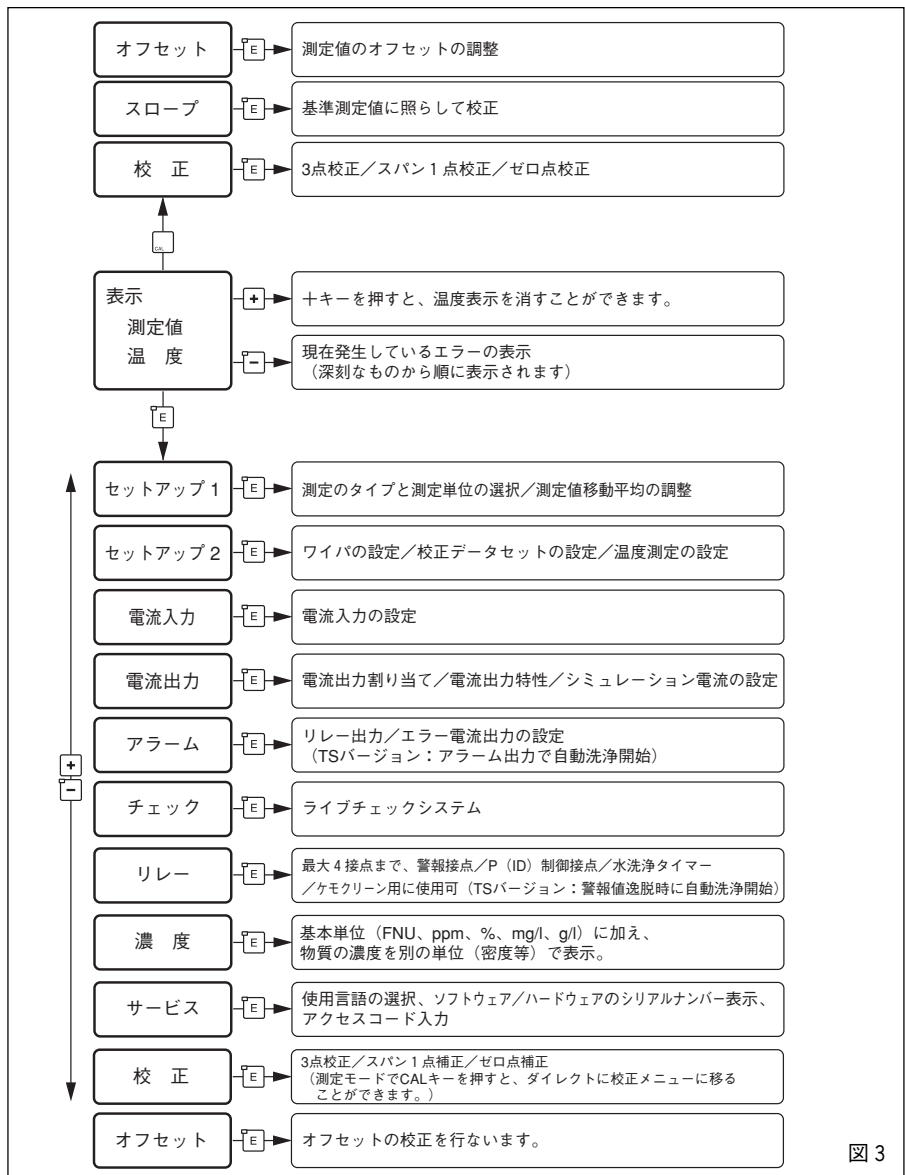 オフセット E 測定値のオフセットの調整
スロープ E 基準測定値に照らして校正
校 正 E 3点校正／スパン1点校正／ゼロ点校正
CAL
表示
測定値
温 度
+ ＋キーを押すと、温度表示を消すことができます。
− 現在発生しているエラーの表示
（深刻なものから順に表示されます）
E
セットアップ 1 E 測定のタイプと測定単位の選択／測定値移動平均の調整
セットアップ 2 E ワイパの設定／校正データセットの設定／温度測定の設定
電流入力 E 電流入力の設定
電流出力 E 電流出力割り当て／電流出力特性／シミュレーション電流の設定
アラーム E リレー出力／エラー電流出力の設定
（TSバージョン：アラーム出力で自動洗浄開始）
+
−
チェック E ライブチェックシステム
リレー E 最大4接点まで、警報接点／P（ID）制御接点／水洗浄タイマー
／ケモクリーン用に使用可（TSバージョン：警報値逸脱時に自動洗浄開始）
濃 度 E 基本単位（FNU、ppm、%、mg/l、g/l）に加え、
物質の濃度を別の単位（密度等）で表示。
サービス E 使用言語の選択、ソフトウェア／ハードウェアのシリアルナンバー表示、
アクセスコード入力
校 正 E 3点校正／スパン1点補正／ゼロ点補正
（測定モードでCALキーを押すと、ダイレクトに校正メニューに移る
ことができます。）
オフセット E オフセットの校正を行ないます。
図 3